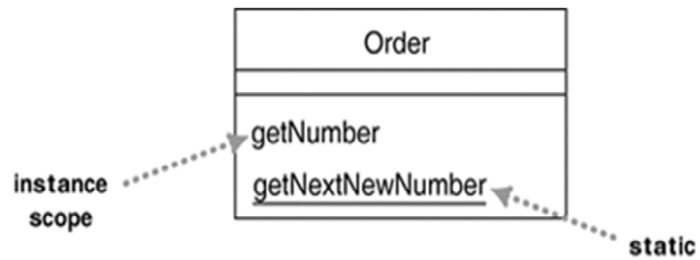 Order
getNumber
instance
scope
getNextNewNumber
static